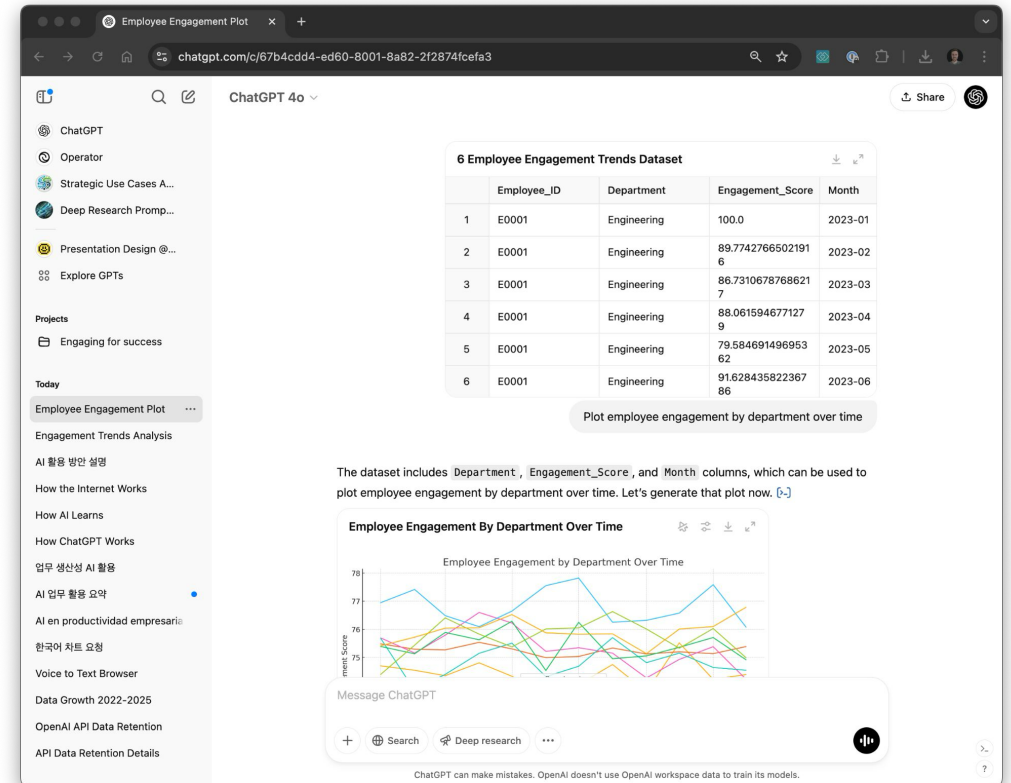 Employee Engagement Plot
chatgpt.com/c/67b4cdd4-ed60-8001-8a82-2f2874fcefa3
ChatGPT
Operator
Strategic Use Cases A...
Deep Research Promp...
Presentation Design @...
Explore GPTs
Projects
Engaging for success
Today
Employee Engagement Plot
Engagement Trends Analysis
AI 활용 방안 설명
How the Internet Works
How AI Learns
How ChatGPT Works
업무 생산성 AI 활용
AI 업무 활용 요약
AI en productividad empresaria
한국어 차트 요청
Voice to Text Browser
Data Growth 2022-2025
OpenAI API Data Retention
API Data Retention Details
ChatGPT 4o
Share
6 Employee Engagement Trends Dataset
Employee_ID Department Engagement_Score Month
1 E0001 Engineering 100.0 2023-01
2 E0001 Engineering 89.7742766502191 2023-02
6
3 E0001 Engineering 86.7310678768621 2023-03
7
4 E0001 Engineering 88.061594677127 2023-04
9
5 E0001 Engineering 79.584691496953 2023-05
62
6 E0001 Engineering 91.628435822367 2023-06
86
Plot employee engagement by department over time
The dataset includes Department, Engagement_Score, and Month columns, which can be used to
plot employee engagement by department over time. Let's generate that plot now.
Employee Engagement By Department Over Time
Employee Engagement by Department Over Time
78
77
76
75
ment Score
Message ChatGPT
Search
Deep research
ChatGPT can make mistakes. OpenAI doesn't use OpenAI workspace data to train its models.
?